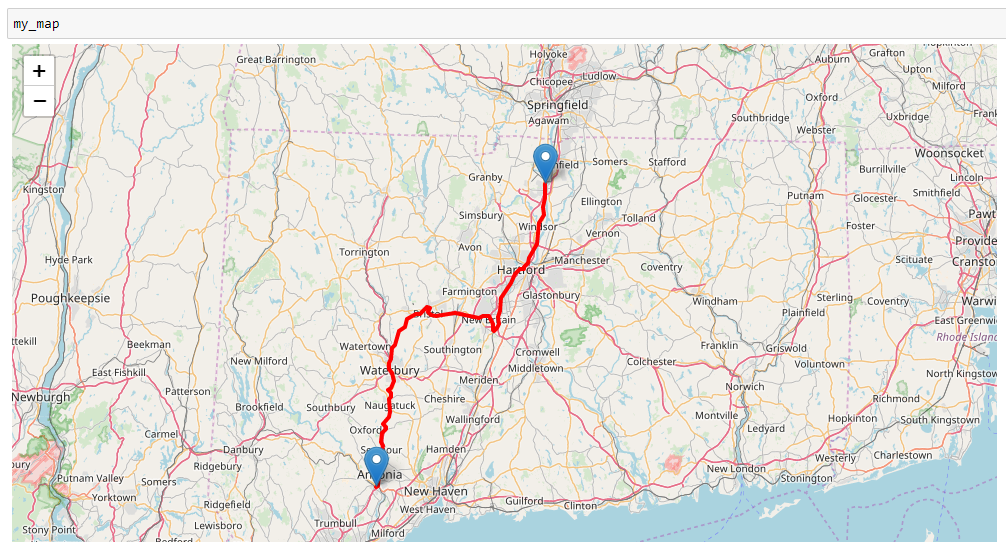 my_map
+
−
Great Barrington
Holyoke
Chicopee
Ludlow
Springfield
Agawam
Auburn
Grafton
Hopkinton
Upton
Milford
Oxford
Southbridge
Webster
Uxbridge
Frank
Woonsocket
Kingston
Granby
nfield
Somers
Stafford
Burrillville
Lincoln
Smithfield
Ellington
Putnam
Glocester
Pawt
Simsbury
Windsor
Tolland
Vernon
Foster
Provide
Hyde Park
Torrington
Avon
Hartford
Manchester
Coventry
Scituate
Cransto
Poughkeepsie
Farmington
Glastonbury
Windham
Sterling
Coventry
Warwi
Bristol
New Britain
Plainfield
East Greenwi
Rhode Island
ttekill
Beekman
Watertown
Southington
Cromwell
Franklin
Griswold
New Milford
Middletown
Colchester
Voluntown
East Fishkill
Waterbury
Meriden
Norwich
North Kingstow
Newburgh
Patterson
Brookfield
Southbury
Naugatuck
Cheshire
Wallingford
Montville
Ledyard
Richmond
Hopkinton
South Kingstown
Carmel
Oxford
Danbury
Seymour
Hamden
Westerly
Charlestown
bury
Ridgebury
Ansonia
New London
Stonington
Putnam Valley
Somers
Yorktown
New Haven
Ridgefield
West Haven
Guilford
Clinton
Stony Point
Lewisboro
Trumbull
Milford
Bedford